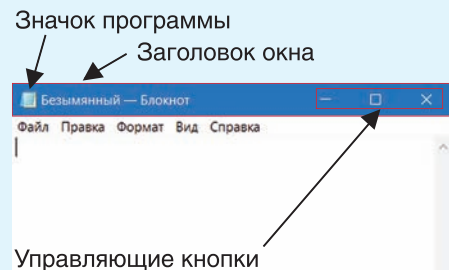 Значок программы
Заголовок окна
Безымянный — Блокнот
Файл Правка Формат Вид Справка
Управляющие кнопки